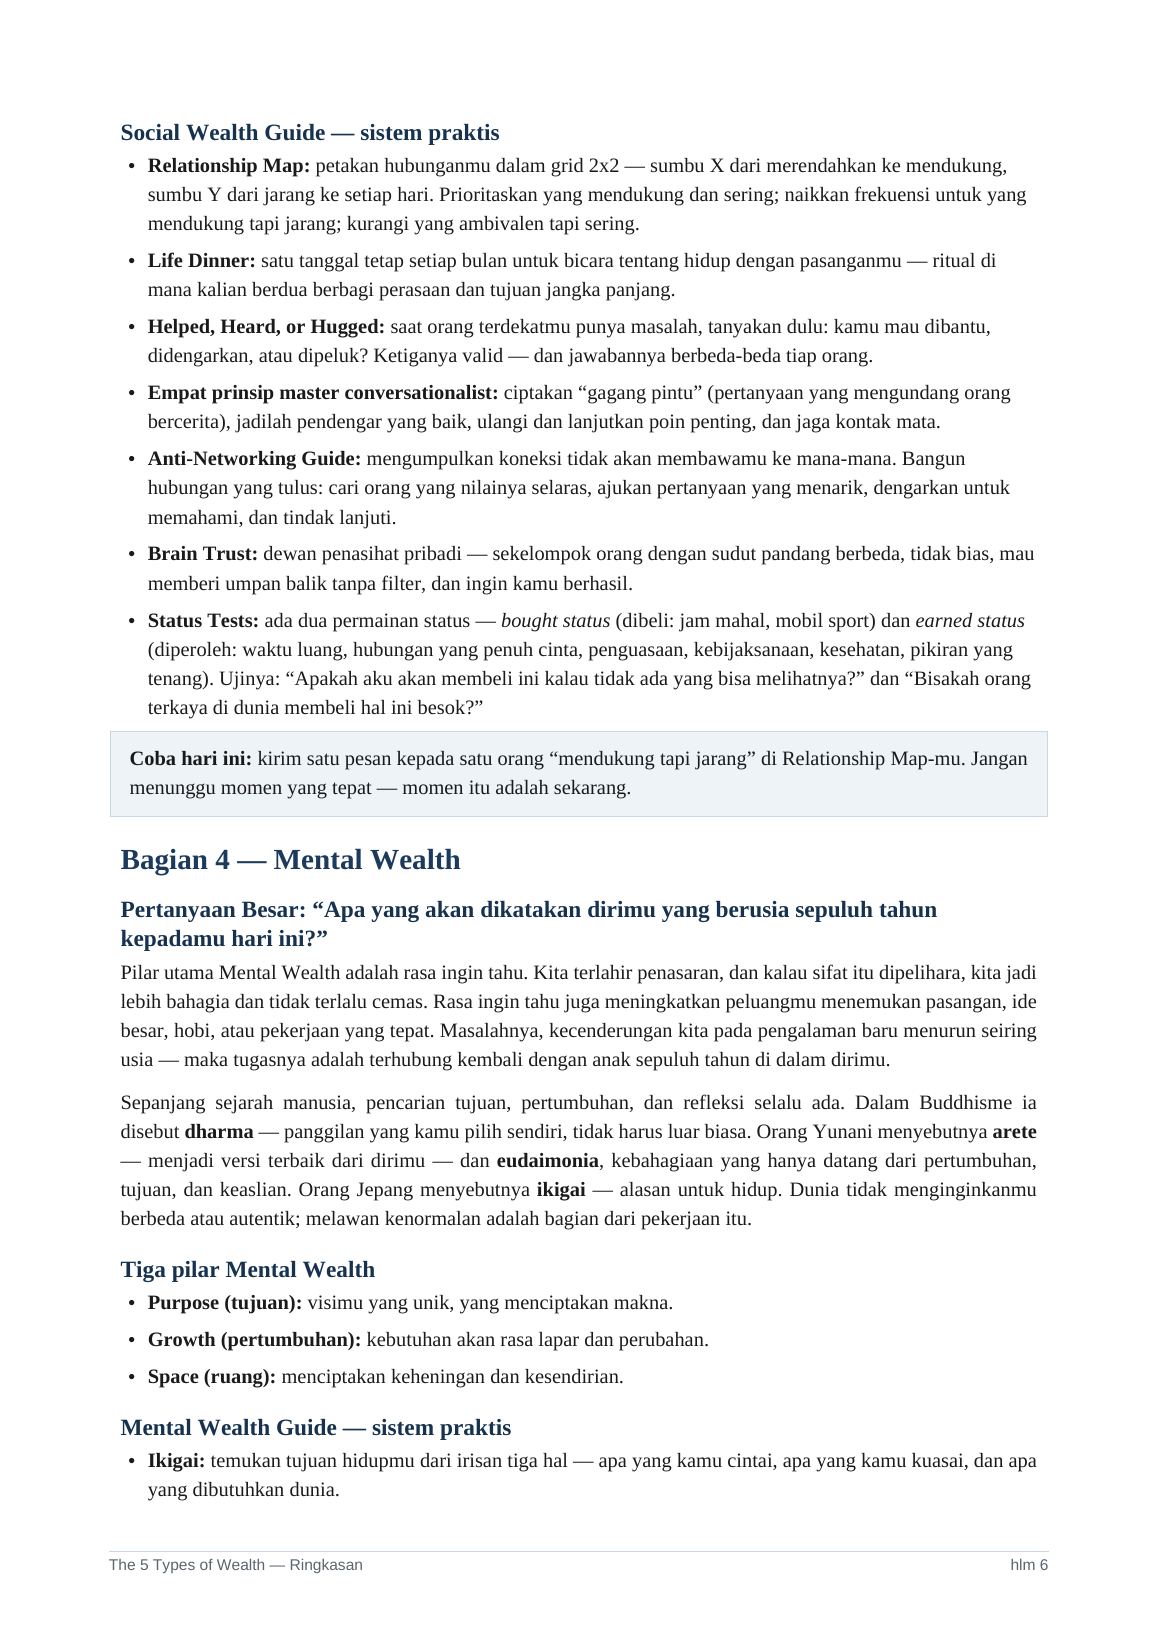 Social Wealth Guide — sistem praktis
• Relationship Map: petakan hubunganmu dalam grid 2x2 — sumbu X dari merendahkan ke mendukung,
sumbu Y dari jarang ke setiap hari. Prioritaskan yang mendukung dan sering; naikkan frekuensi untuk yang
mendukung tapi jarang; kurangi yang ambivalen tapi sering.
• Life Dinner: satu tanggal tetap setiap bulan untuk bicara tentang hidup dengan pasanganmu — ritual di
mana kalian berdua berbagi perasaan dan tujuan jangka panjang.
• Helped, Heard, or Hugged: saat orang terdekatmu punya masalah, tanyakan dulu: kamu mau dibantu,
didengarkan, atau dipeluk? Ketiganya valid — dan jawabannya berbeda-beda tiap orang.
• Empat prinsip master conversationalist: ciptakan “gagang pintu” (pertanyaan yang mengundang orang
bercerita), jadilah pendengar yang baik, ulangi dan lanjutkan poin penting, dan jaga kontak mata.
• Anti-Networking Guide: mengumpulkan koneksi tidak akan membawamu ke mana-mana. Bangun
hubungan yang tulus: cari orang yang nilainya selaras, ajukan pertanyaan yang menarik, dengarkan untuk
memahami, dan tindak lanjuti.
• Brain Trust: dewan penasihat pribadi — sekelompok orang dengan sudut pandang berbeda, tidak bias, mau
memberi umpan balik tanpa filter, dan ingin kamu berhasil.
• Status Tests: ada dua permainan status — bought status (dibeli: jam mahal, mobil sport) dan earned status
(diperoleh: waktu luang, hubungan yang penuh cinta, penguasaan, kebijaksanaan, kesehatan, pikiran yang
tenang). Ujinya: “Apakah aku akan membeli ini kalau tidak ada yang bisa melihatnya?” dan “Bisakah orang
terkaya di dunia membeli hal ini besok?”
Coba hari ini: kirim satu pesan kepada satu orang “mendukung tapi jarang” di Relationship Map-mu. Jangan
menunggu momen yang tepat — momen itu adalah sekarang.
Bagian 4 — Mental Wealth
Pertanyaan Besar: “Apa yang akan dikatakan dirimu yang berusia sepuluh tahun
kepadamu hari ini?”
Pilar utama Mental Wealth adalah rasa ingin tahu. Kita terlahir penasaran, dan kalau sifat itu dipelihara, kita jadi
lebih bahagia dan tidak terlalu cemas. Rasa ingin tahu juga meningkatkan peluangmu menemukan pasangan, ide
besar, hobi, atau pekerjaan yang tepat. Masalahnya, kecenderungan kita pada pengalaman baru menurun seiring
usia — maka tugasnya adalah terhubung kembali dengan anak sepuluh tahun di dalam dirimu.
Sepanjang sejarah manusia, pencarian tujuan, pertumbuhan, dan refleksi selalu ada. Dalam Buddhisme ia
disebut dharma — panggilan yang kamu pilih sendiri, tidak harus luar biasa. Orang Yunani menyebutnya arete
— menjadi versi terbaik dari dirimu — dan eudaimonia, kebahagiaan yang hanya datang dari pertumbuhan,
tujuan, dan keaslian. Orang Jepang menyebutnya ikigai — alasan untuk hidup. Dunia tidak menginginkanmu
berbeda atau autentik; melawan kenormalan adalah bagian dari pekerjaan itu.
Tiga pilar Mental Wealth
• Purpose (tujuan): visimu yang unik, yang menciptakan makna.
• Growth (pertumbuhan): kebutuhan akan rasa lapar dan perubahan.
• Space (ruang): menciptakan keheningan dan kesendirian.
Mental Wealth Guide — sistem praktis
• Ikigai: temukan tujuan hidupmu dari irisan tiga hal — apa yang kamu cintai, apa yang kamu kuasai, dan apa
yang dibutuhkan dunia.
The 5 Types of Wealth — Ringkasan
hlm 6